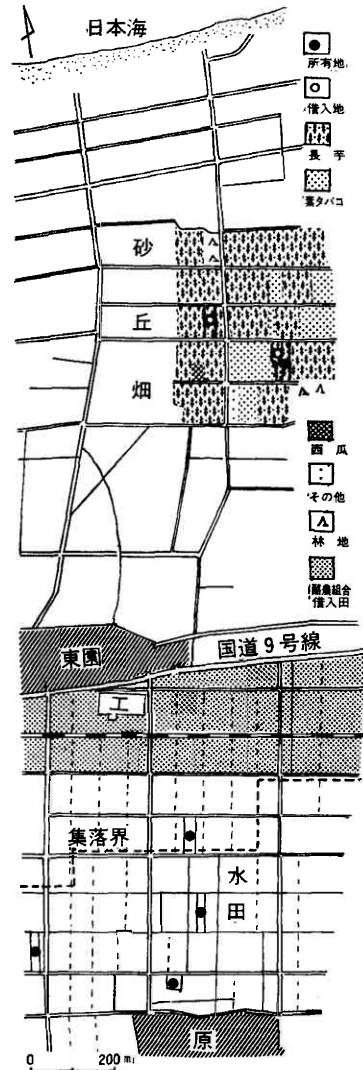 日本海
所有地
借入地
長芋
葉タバコ
砂
丘
畑
西瓜
その他
林地
酪農組合
借入田
国道9号線
東園
工
集落界
水
田
原
0 200m